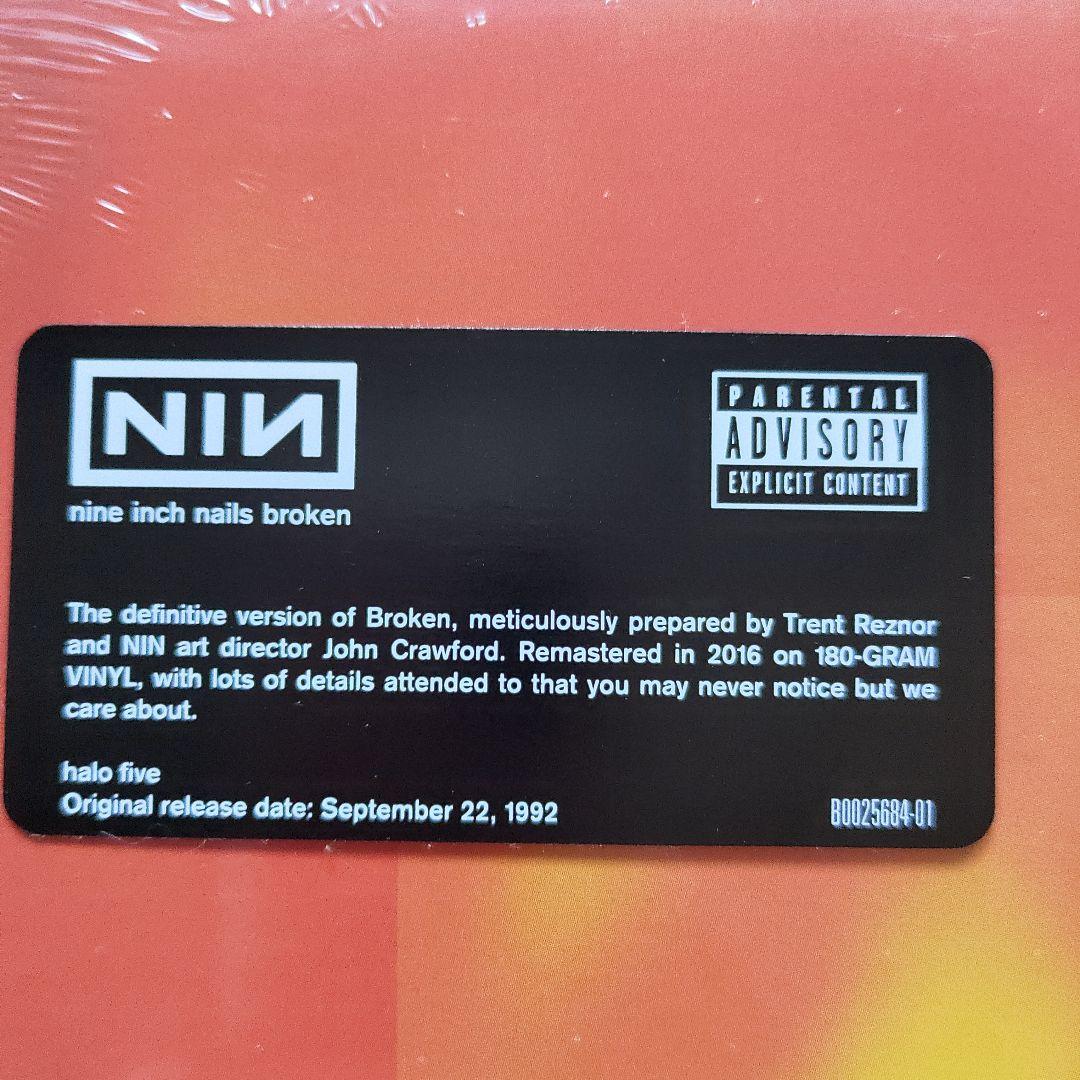 NIN
nine inch nails broken
PARENTAL
ADVISORY
EXPLICIT CONTENT
The definitive version of Broken, meticulously prepared by Trent Reznor
and NIN art director John Crawford. Remastered in 2016 on 180-GRAM
VINYL, with lots of details attended to that you may never notice but we
care about.
halo five
Original release date: September 22, 1992
B0025684-01